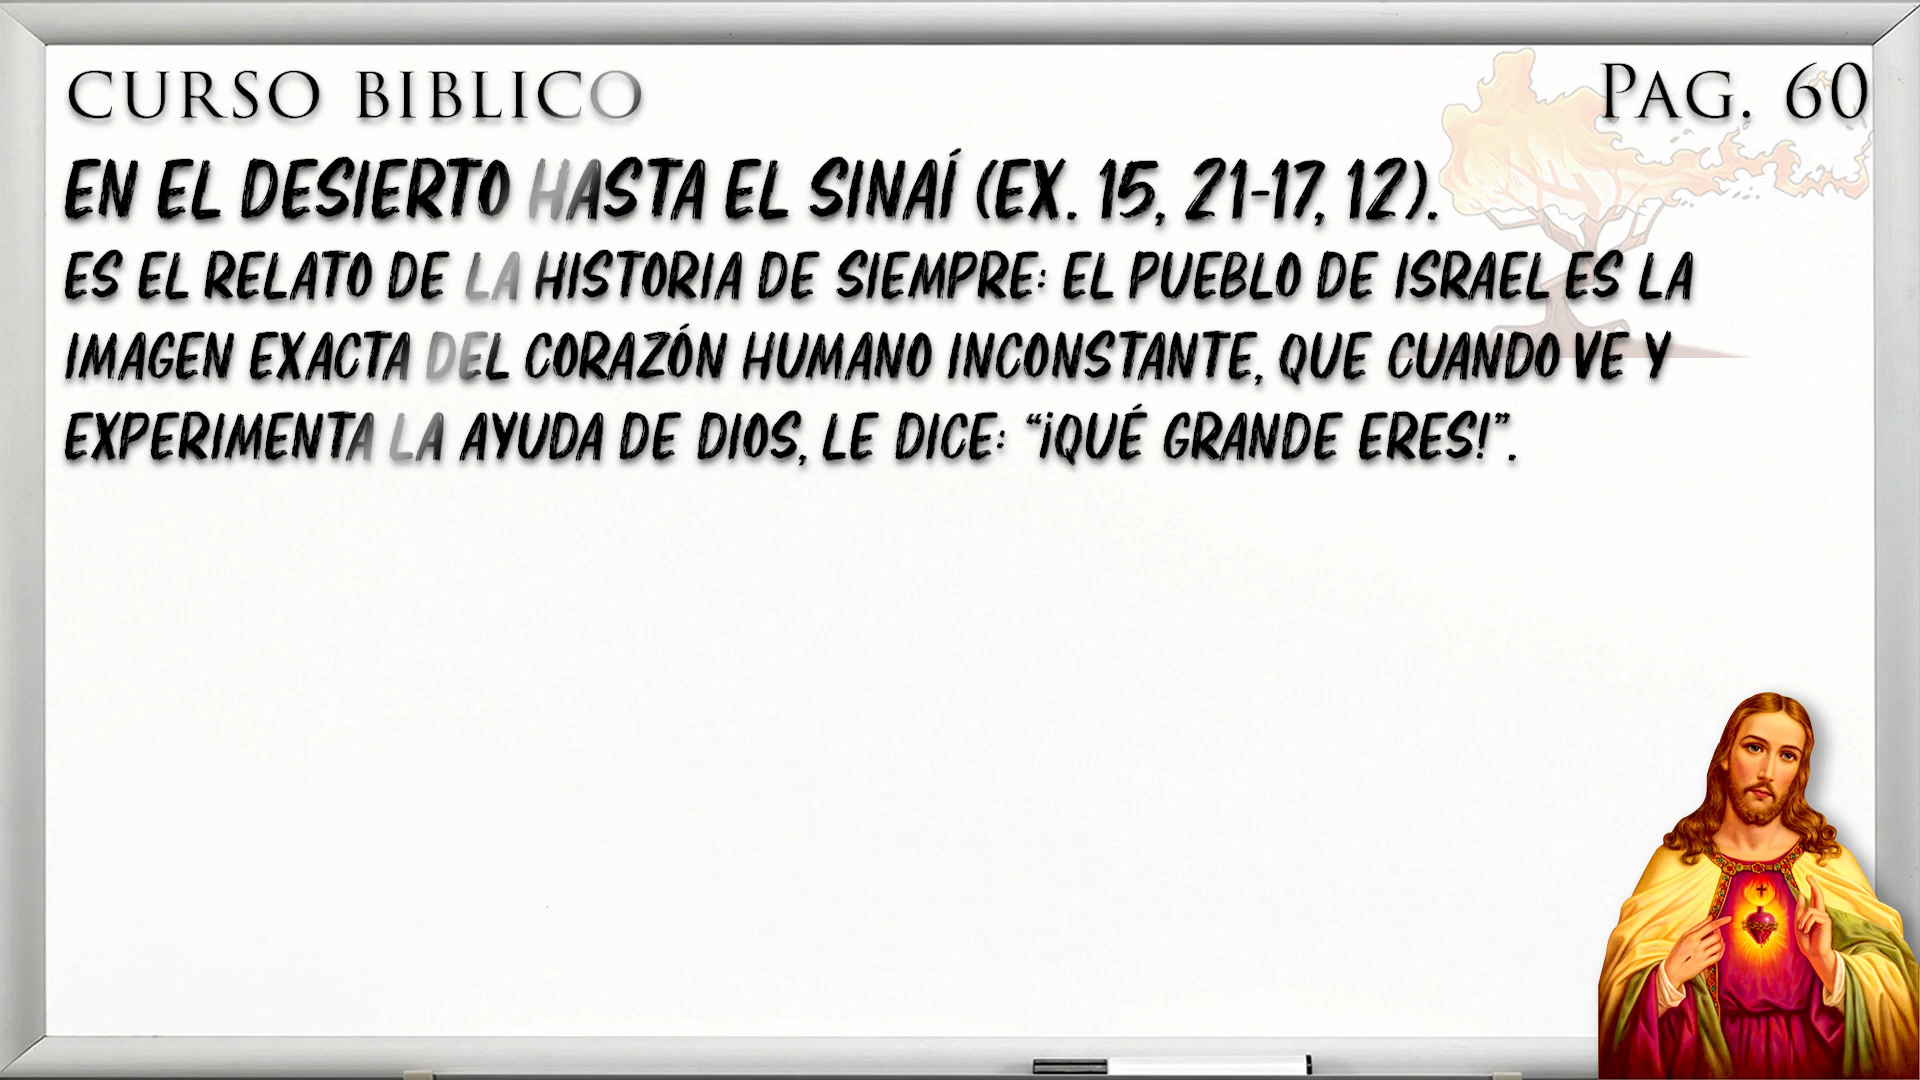 CURSO BIBLICO
PAG. 60
EN EL DESIERTO HASTA EL SINAÍ (EX. 15, 21-17, 12).
ES EL RELATO DE LA HISTORIA DE SIEMPRE: EL PUEBLO DE ISRAEL ES LA
IMAGEN EXACTA DEL CORAZÓN HUMANO INCONSTANTE, QUE CUANDO VE Y
EXPERIMENTA LA AYUDA DE DIOS, LE DICE: “¡QUÉ GRANDE ERES!”.